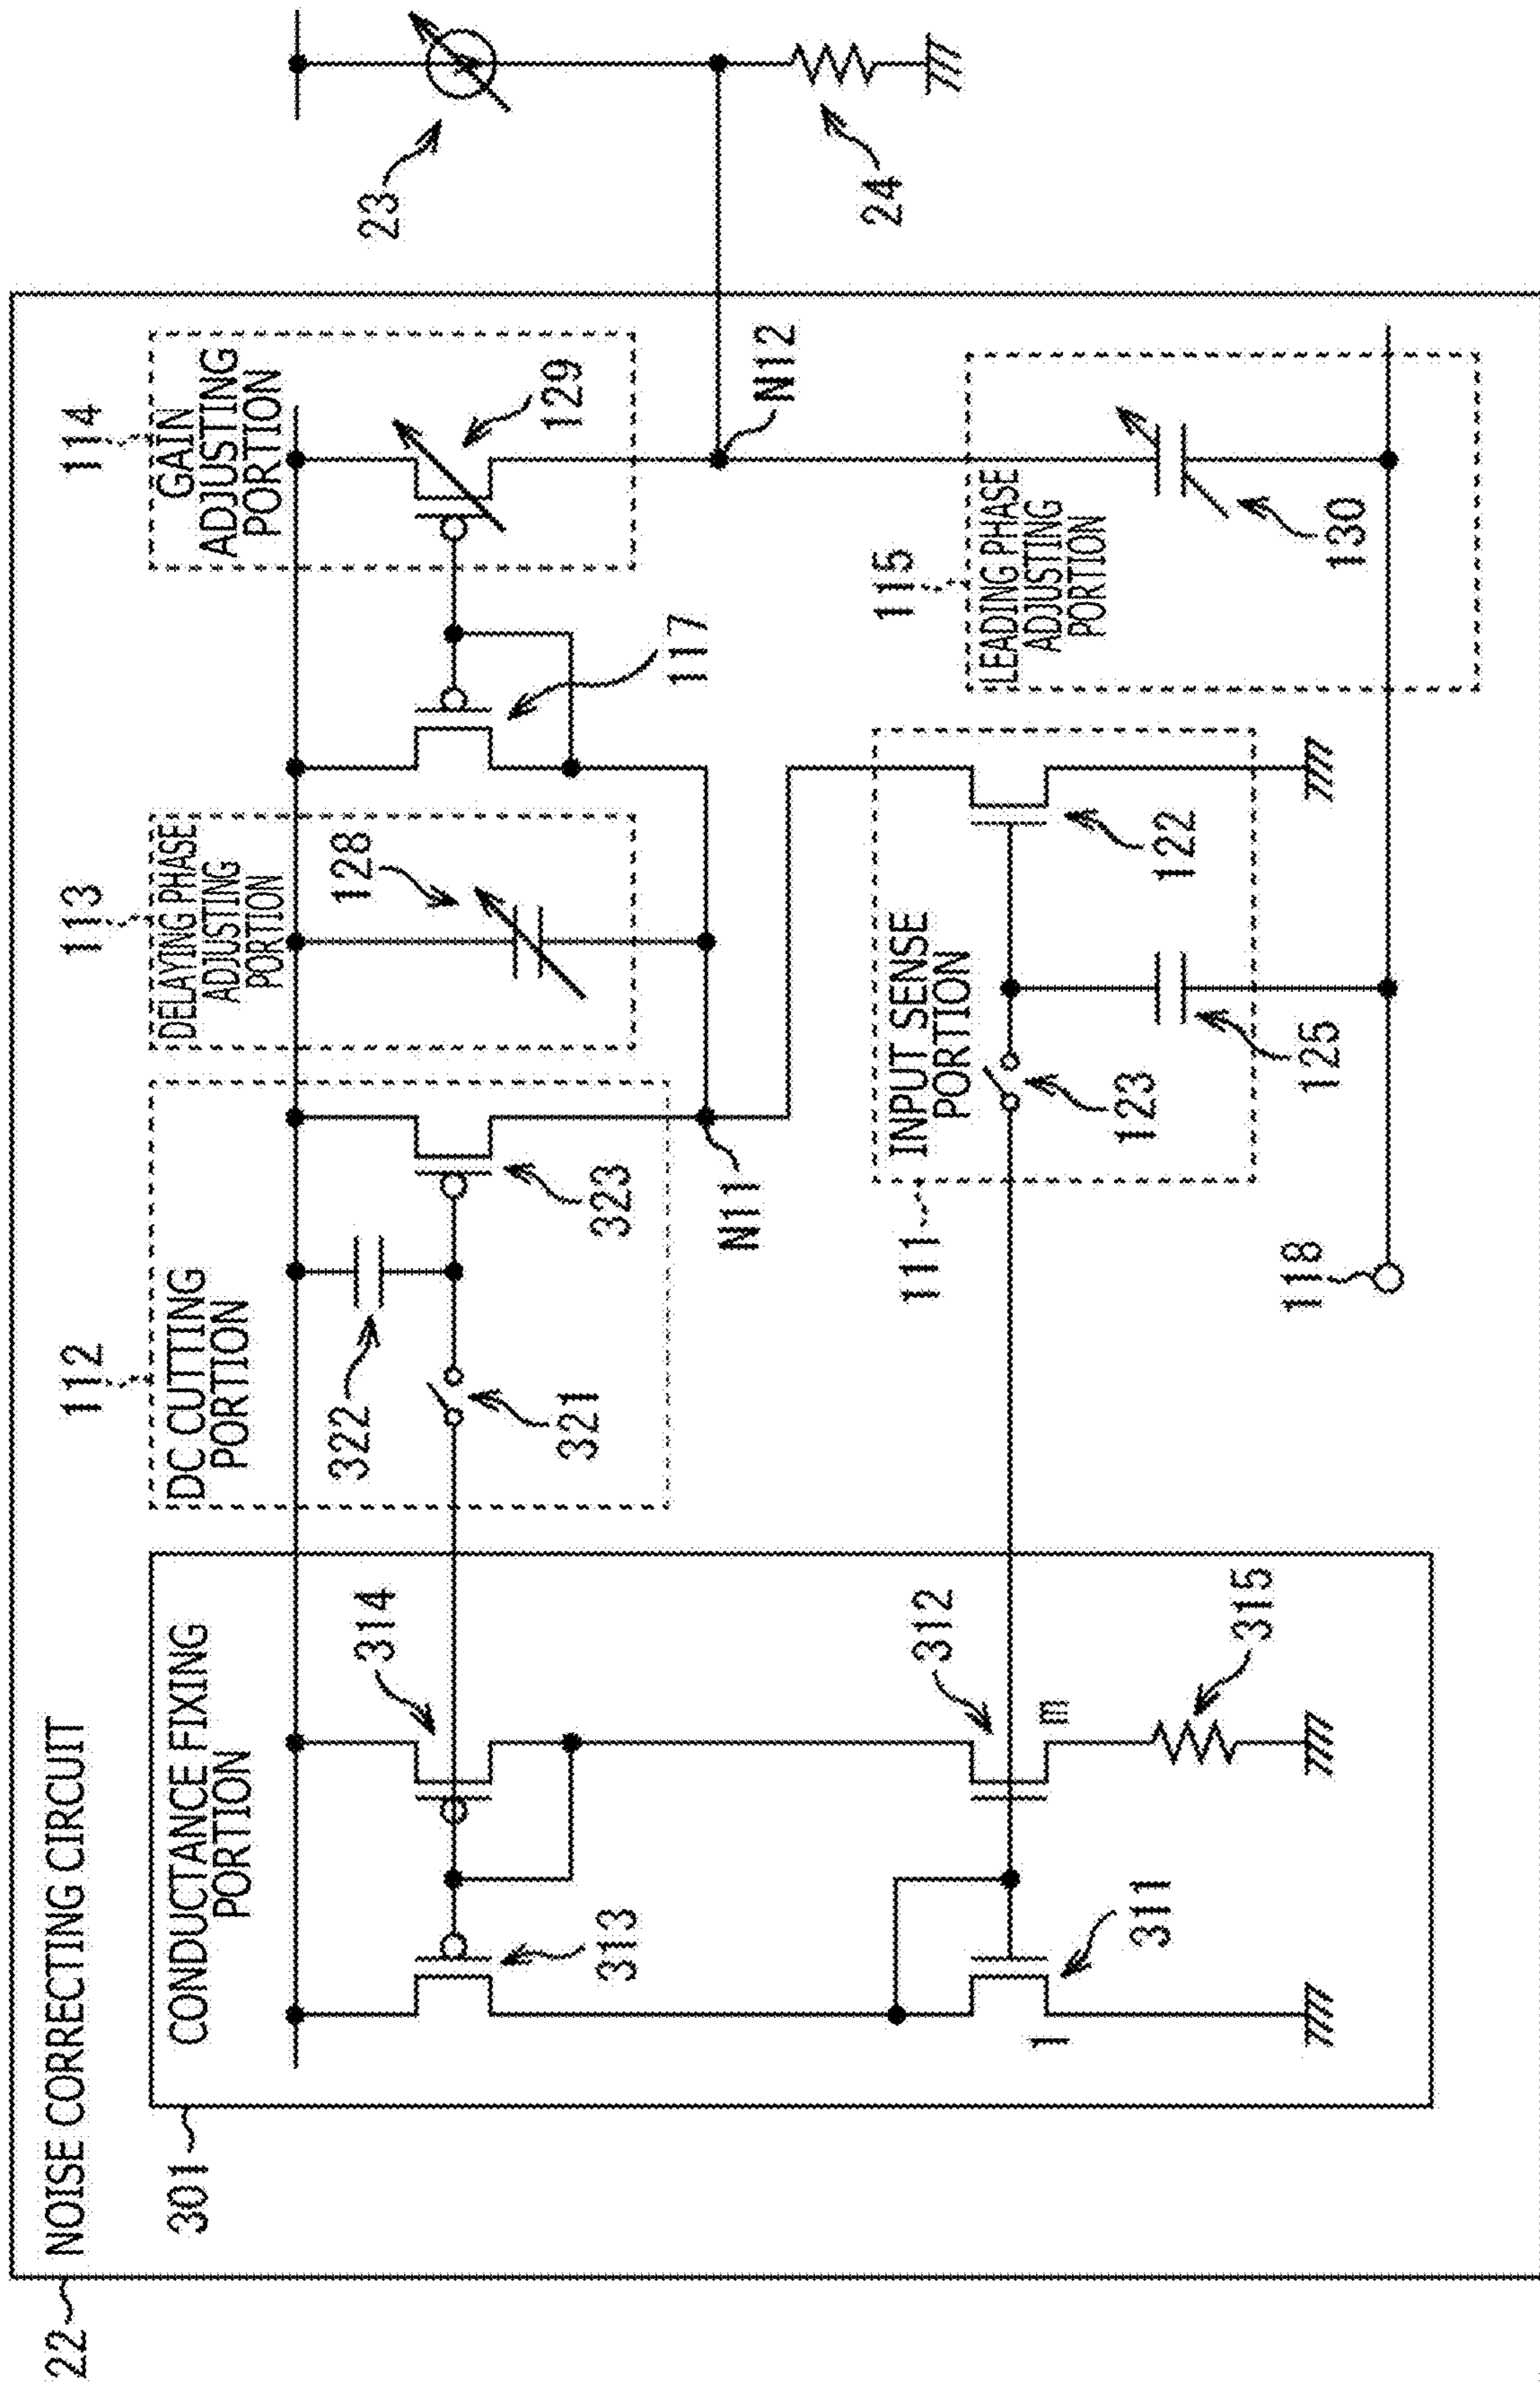 22
NOISE CORRECTING CIRCUIT
301
CONDUCTANCE FIXING
PORTION
313
314
311
l
312
m
315
112
DC CUTTING
PORTION
322
321
323
N11
113
DELAYING PHASE
ADJUSTING
PORTION
128
117
114
GAIN
ADJUSTING
PORTION
129
N12
111
INPUT SENSE
PORTION
123
122
125
118
115
LEADING PHASE
ADJUSTING
PORTION
130
23
24